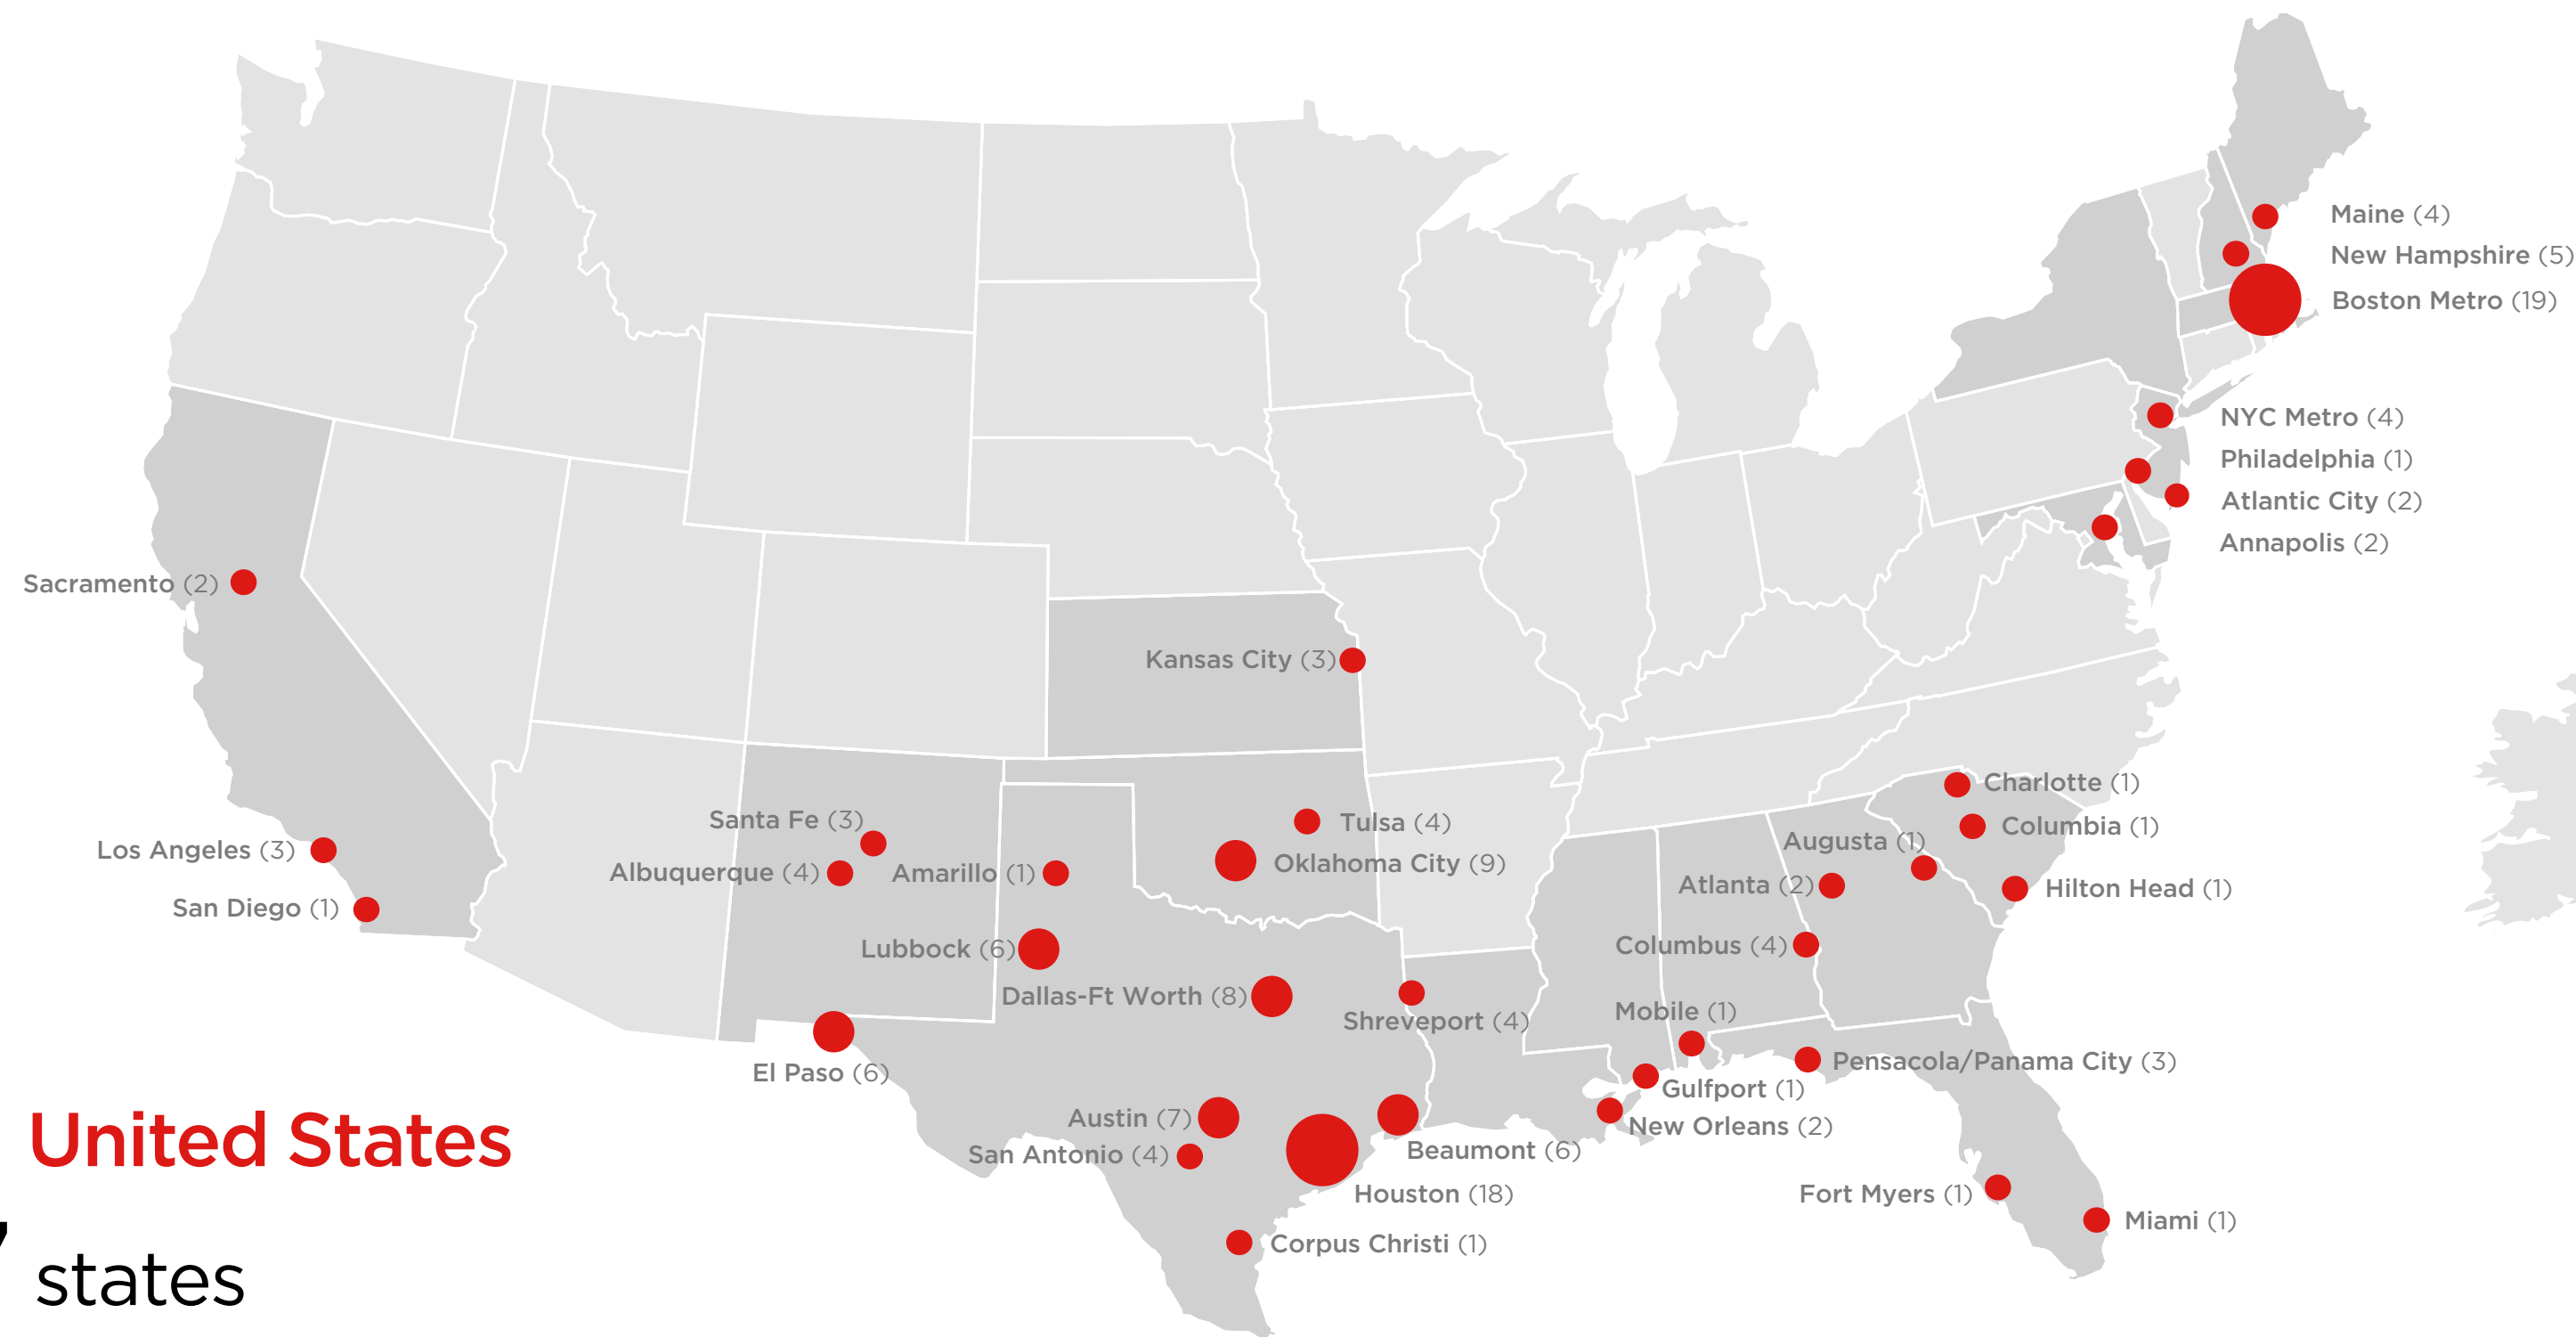 Maine (4)
New Hampshire (5)
Boston Metro (19)
NYC Metro (4)
Philadelphia (1)
Atlantic City (2)
Annapolis (2)
Sacramento (2)
Kansas City (3)
Charlotte (1)
Santa Fe (3)
Tulsa (4)
Columbia (1)
Augusta (1)
Los Angeles (3)
Albuquerque (4)
Amarillo (1)
Oklahoma City (9)
Atlanta (2)
Hilton Head (1)
San Diego (1)
Lubbock (6)
Columbus (4)
Dallas-Ft Worth (8)
Shreveport (4)
Mobile (1)
El Paso (6)
Pensacola/Panama City (3)
Gulfport (1)
Austin (7)
New Orleans (2)
United States
San Antonio (4)
Beaumont (6)
Houston (18)
Fort Myers (1)
Miami (1)
Corpus Christi (1)
states